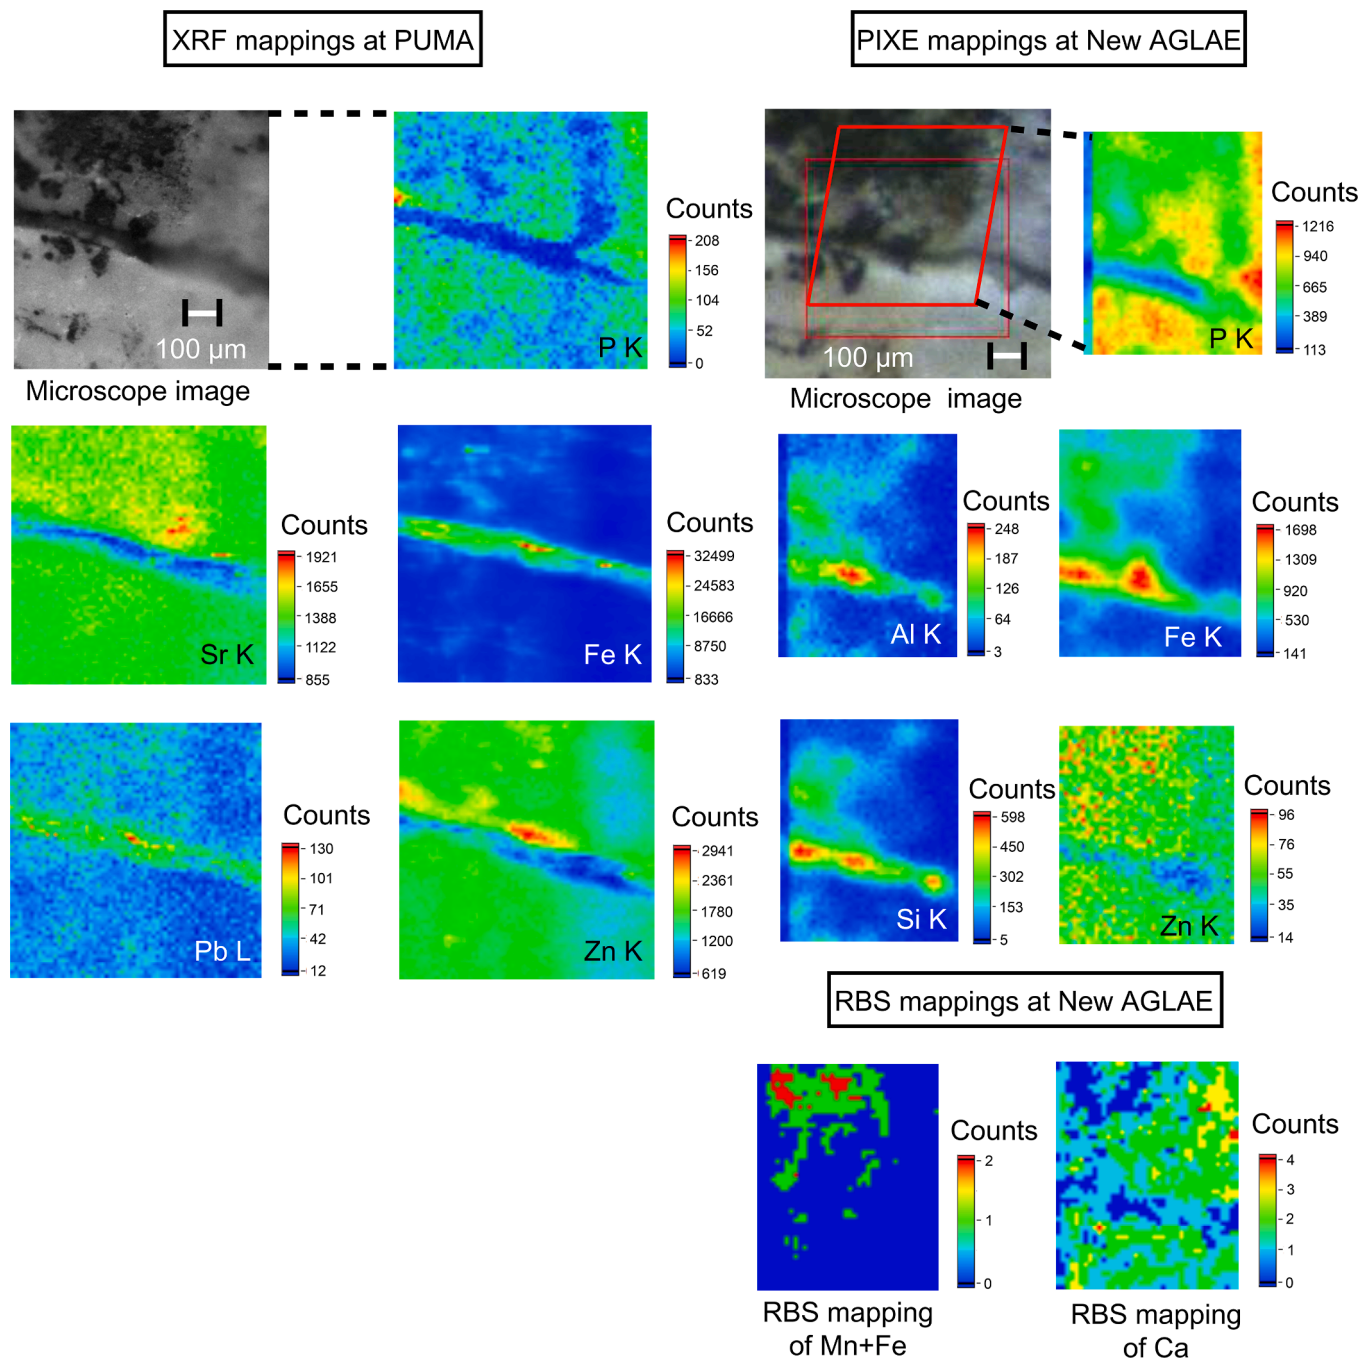 XRF mappings at PUMA
PIXE mappings at New AGLAE
100 µm
Microscope image
Counts
208
156
104
52
0
P K
100 µm
Microscope image
Counts
1216
940
665
389
113
P K
Counts
1921
1655
1388
1122
855
Sr K
Counts
32499
24583
16666
8750
833
Fe K
Counts
248
187
126
64
3
Al K
Counts
1698
1309
920
530
141
Fe K
Counts
130
101
71
42
12
Pb L
Counts
2941
2361
1780
1200
619
Zn K
Counts
598
450
302
153
5
Si K
Counts
96
76
55
35
14
Zn K
RBS mappings at New AGLAE
Counts
2
1
0
RBS mapping
of Mn+Fe
Counts
4
3
2
1
0
RBS mapping
of Ca